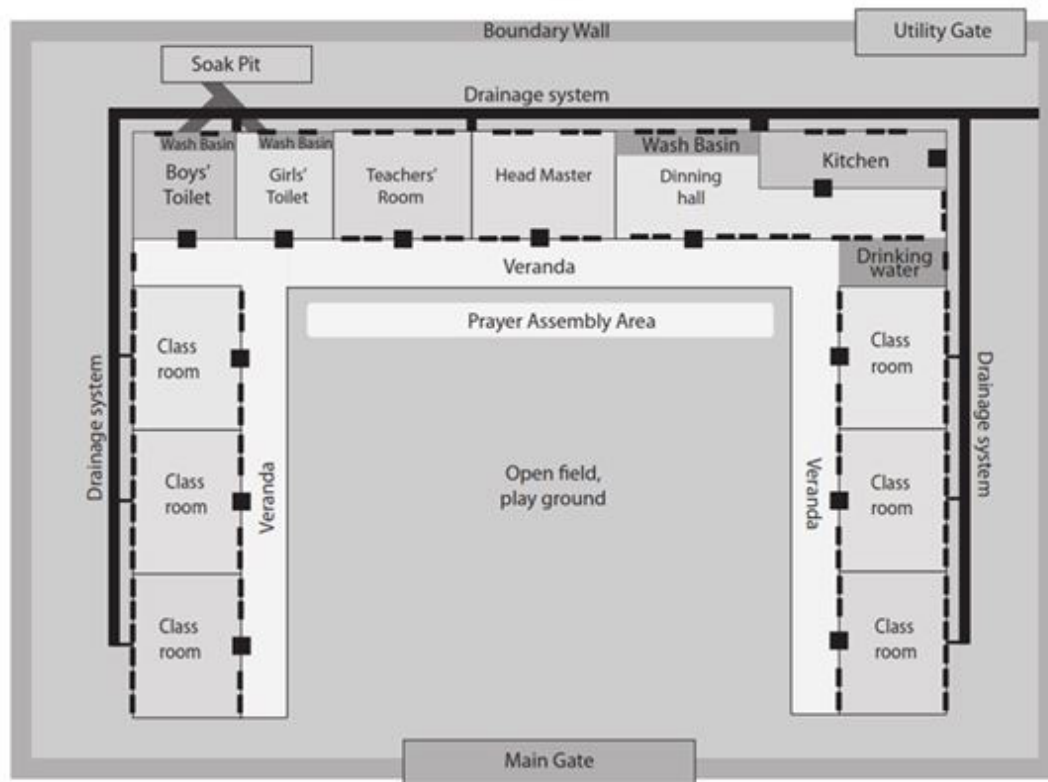 Boundary Wall
Utility Gate
Soak Pit
Drainage system
Wash Basin
Wash Basin
Wash Basin
Boys'
Toilet
Girls'
Toilet
Teachers'
Room
Head Master
Dinning
hall
Kitchen
Veranda
Drinking
water
Prayer Assembly Area
Class
room
Class
room
Class
room
Drainage system
Veranda
Open field,
play ground
Veranda
Class
room
Class
room
Class
room
Drainage system
Main Gate